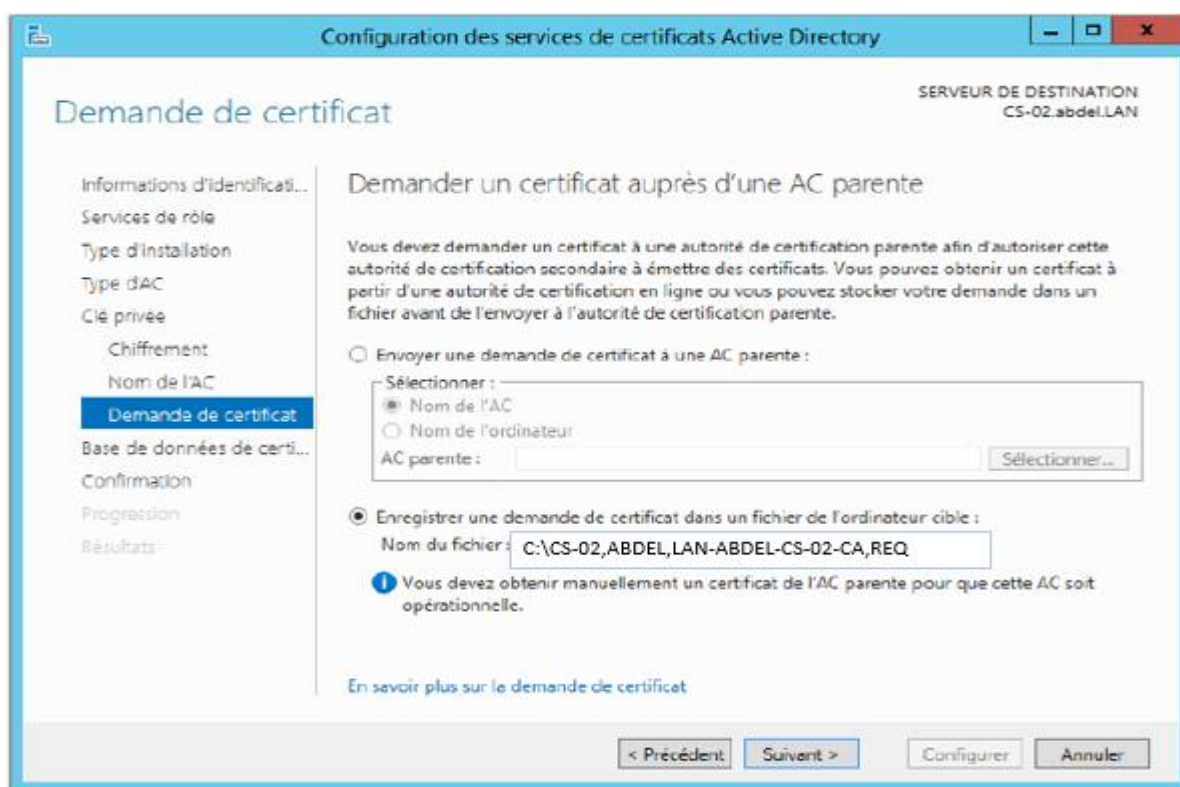 Configuration des services de certificats Active Directory
Demande de certificat
SERVEUR DE DESTINATION
CS-02.abdel.LAN
Informations d'identificati...
Services de rôle
Type d'installation
Type d'AC
Clé privée
Chiffrement
Nom de l'AC
Demande de certificat
Base de données de certi...
Confirmation
Progression
Résultats
Demander un certificat auprès d'une AC parente
Vous devez demander un certificat à une autorité de certification parente afin d'autoriser cette
autorité de certification secondaire à émettre des certificats. Vous pouvez obtenir un certificat à
partir d'une autorité de certification en ligne ou vous pouvez stocker votre demande dans un
fichier avant de l'envoyer à l'autorité de certification parente.
Envoyer une demande de certificat à une AC parente :
Sélectionner :
Nom de l'AC
Nom de l'ordinateur
AC parente :
Sélectionner...
Enregistrer une demande de certificat dans un fichier de l'ordinateur cible :
Nom du fichier : C:\CS-02,ABDEL,LAN-ABDEL-CS-02-CA,REQ
Vous devez obtenir manuellement un certificat de l'AC parente pour que cette AC soit
opérationnelle.
En savoir plus sur la demande de certificat
< Précédent
Suivant >
Configurer
Annuler